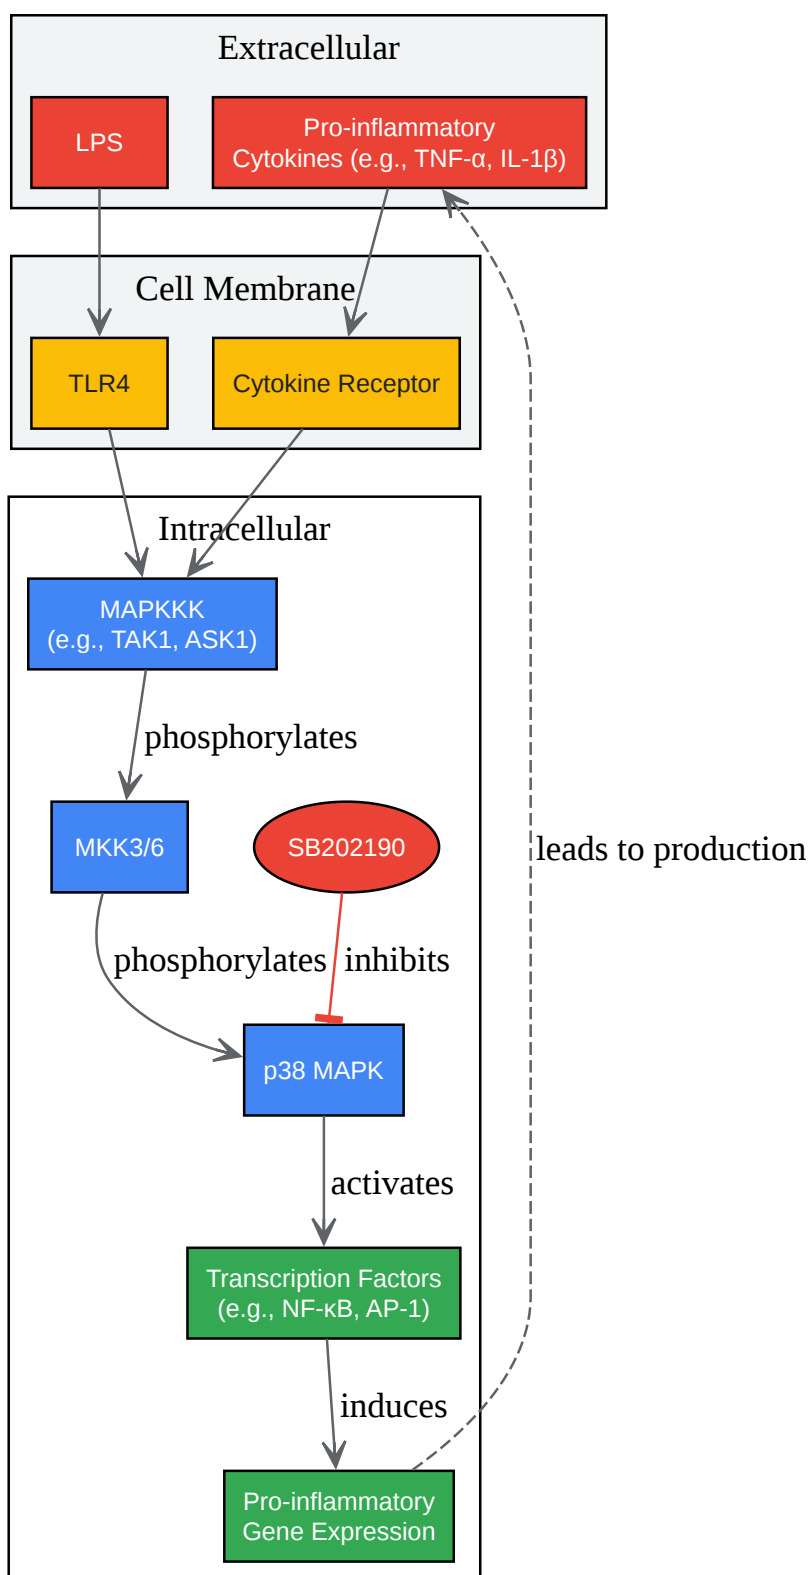 Extracellular
LPS
Pro-inflammatory
Cytokines (e.g., TNF-α, IL-1β)
Cell Membrane
TLR4
Cytokine Receptor
Intracellular
MAPKKK
(e.g., TAK1, ASK1)
phosphorylates
MKK3/6
SB202190
leads to production
phosphorylates
inhibits
p38 MAPK
activates
Transcription Factors
(e.g., NF-κB, AP-1)
induces
Pro-inflammatory
Gene Expression